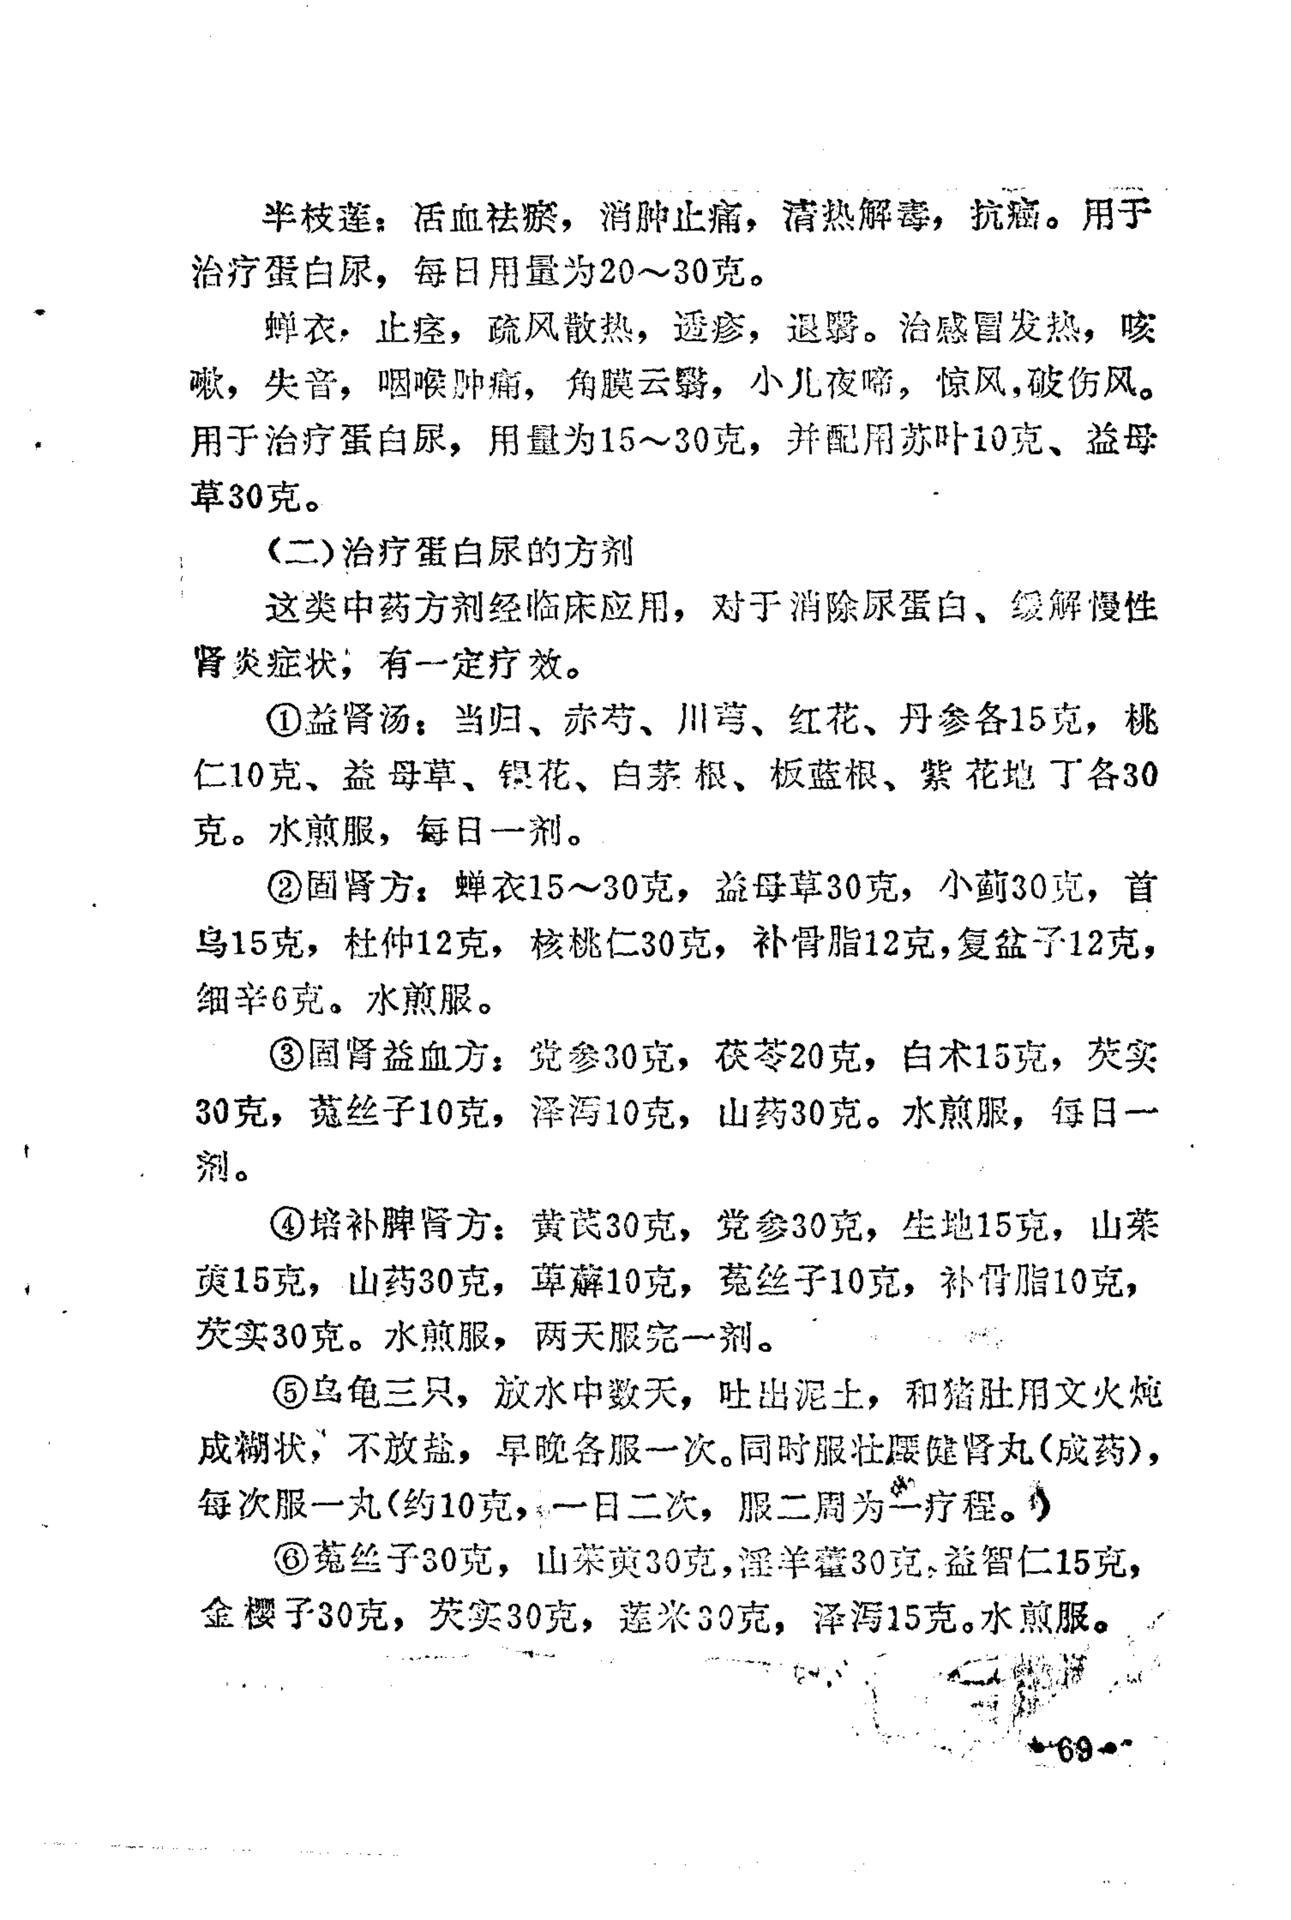 半枝莲：活血祛瘀，消肿止痛，清热解毒，抗癌。用于
治疗蛋白尿，每日用量为20～30克。
蝉衣：止痉，疏风散热，透疹，退翳。治感冒发热，咳
嗽，失音，咽喉肿痛，角膜云翳，小儿夜啼，惊风，破伤风。
用于治疗蛋白尿，用量为15～30克，并配用苏叶10克、益母
草30克。
（二）治疗蛋白尿的方剂
这类中药方剂经临床应用，对于消除尿蛋白、缓解慢性
肾炎症状，有一定疗效。
①益肾汤：当归、赤芍、川芎、红花、丹参各15克，桃
仁10克、益母草、银花、白茅根、板蓝根、紫花地丁各30
克。水煎服，每日一剂。
②固肾方：蝉衣15～30克，益母草30克，小蓟30克，首
乌15克，杜仲12克，核桃仁30克，补骨脂12克，复盆子12克，
细辛6克。水煎服。
③固肾益血方：党参30克，茯苓20克，白术15克，芡实
30克，菟丝子10克，泽泻10克，山药30克。水煎服，每日一
剂。
④培补脾肾方：黄芪30克，党参30克，生地15克，山茱
萸15克，山药30克，萆薢10克，菟丝子10克，补骨脂10克，
芡实30克。水煎服，两天服完一剂。
⑤乌龟三只，放水中数天，吐出泥土，和猪肚用文火炖
成糊状，不放盐，早晚各服一次。同时服壮腰健肾丸（成药），
每次服一丸（约10克，一日二次，服二周为一疗程。）
⑥菟丝子30克，山茱萸30克，淫羊藿30克，益智仁15克，
金樱子30克，芡实30克，莲米30克，泽泻15克。水煎服。
•69•